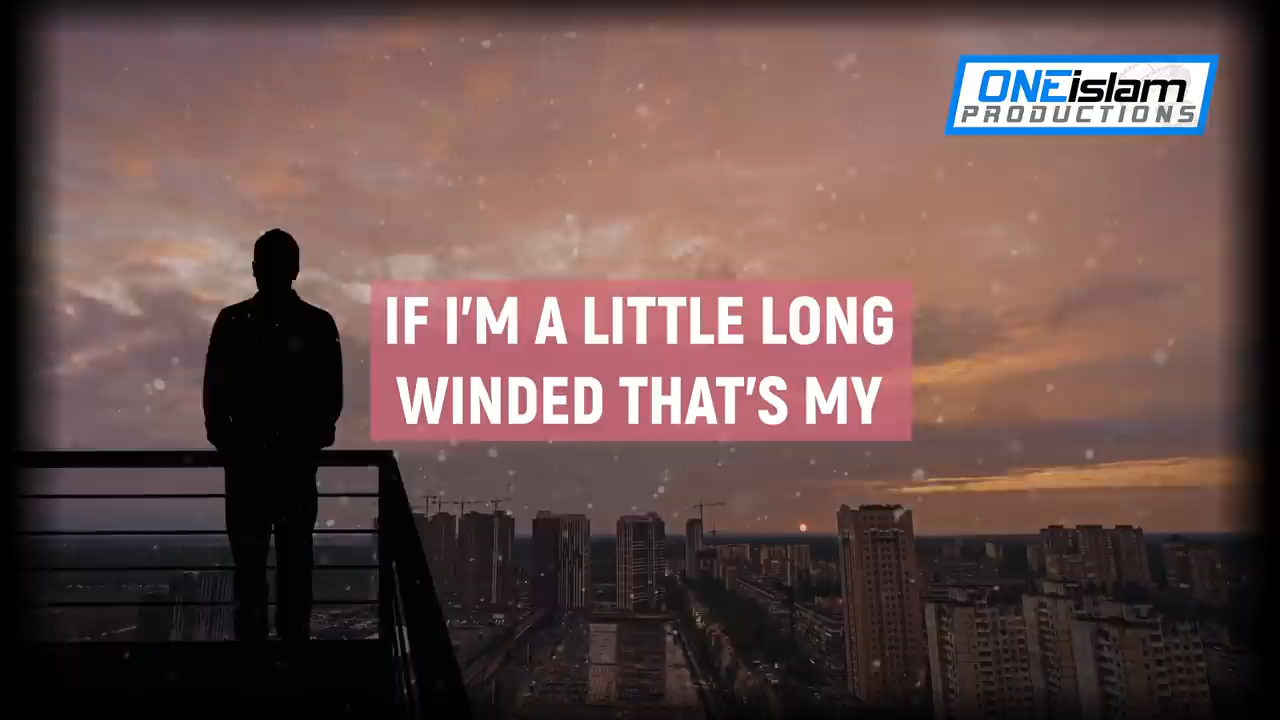 ONEislam
PRODUCTIONS
IF I'M A LITTLE LONG
WINDED THAT'S MY